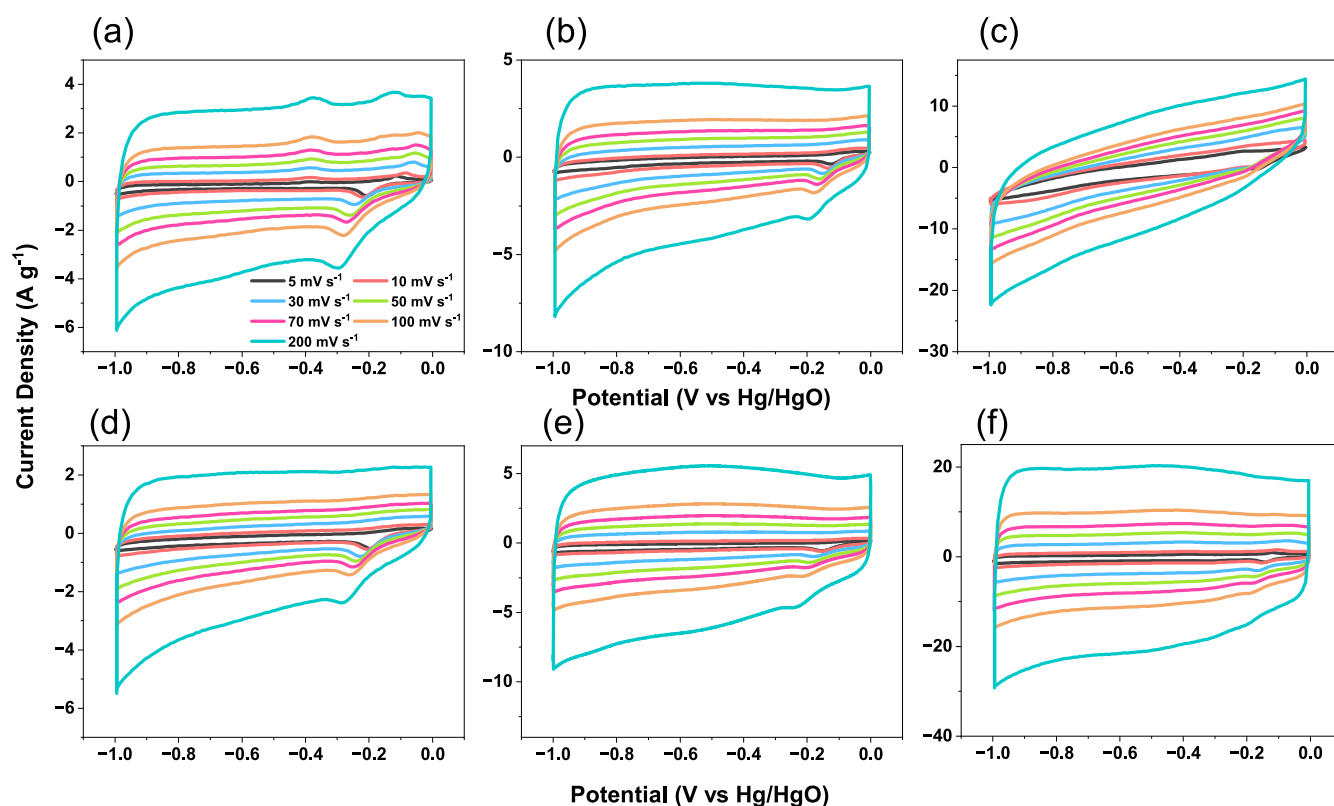 (a)
(b)
(c)
4
2
0
−2
−4
−6
5
0
−5
−10
10
0
−10
−20
−30
5 mV s⁻¹
10 mV s⁻¹
30 mV s⁻¹
50 mV s⁻¹
70 mV s⁻¹
100 mV s⁻¹
200 mV s⁻¹
−1.0 −0.8 −0.6 −0.4 −0.2 0.0
−1.0 −0.8 −0.6 −0.4 −0.2 0.0
−1.0 −0.8 −0.6 −0.4 −0.2 0.0
Potential (V vs Hg/HgO)
Current Density (A g⁻¹)
(d)
(e)
(f)
2
0
−2
−4
−6
5
0
−5
−10
20
0
−20
−40
−1.0 −0.8 −0.6 −0.4 −0.2 0.0
−1.0 −0.8 −0.6 −0.4 −0.2 0.0
−1.0 −0.8 −0.6 −0.4 −0.2 0.0
Potential (V vs Hg/HgO)